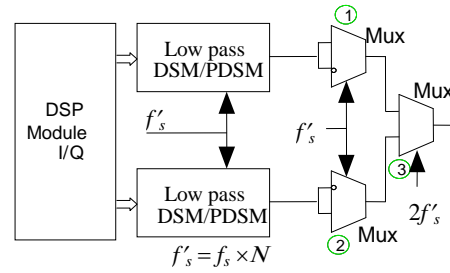 1
Mux
Low pass
DSM/PDSM
Mux
DSP
Module
I/Q
f's
f's
3
Low pass
DSM/PDSM
2f's
2
Mux
f's = fs × N